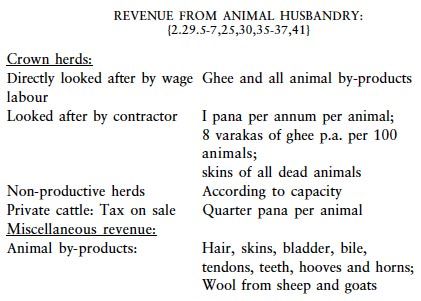 REVENUE FROM ANIMAL HUSBANDRY:
{2.29.5-7,25,30,35-37,41}
Crown herds:
Directly looked after by wage labour Ghee and all animal by-products
Looked after by contractor I pana per annum per animal;
8 varakas of ghee p.a. per 100
animals;
skins of all dead animals
Non-productive herds According to capacity
Private cattle: Tax on sale Quarter pana per animal
Miscellaneous revenue:
Animal by-products: Hair, skins, bladder, bile,
tendons, teeth, hooves and horns;
Wool from sheep and goats